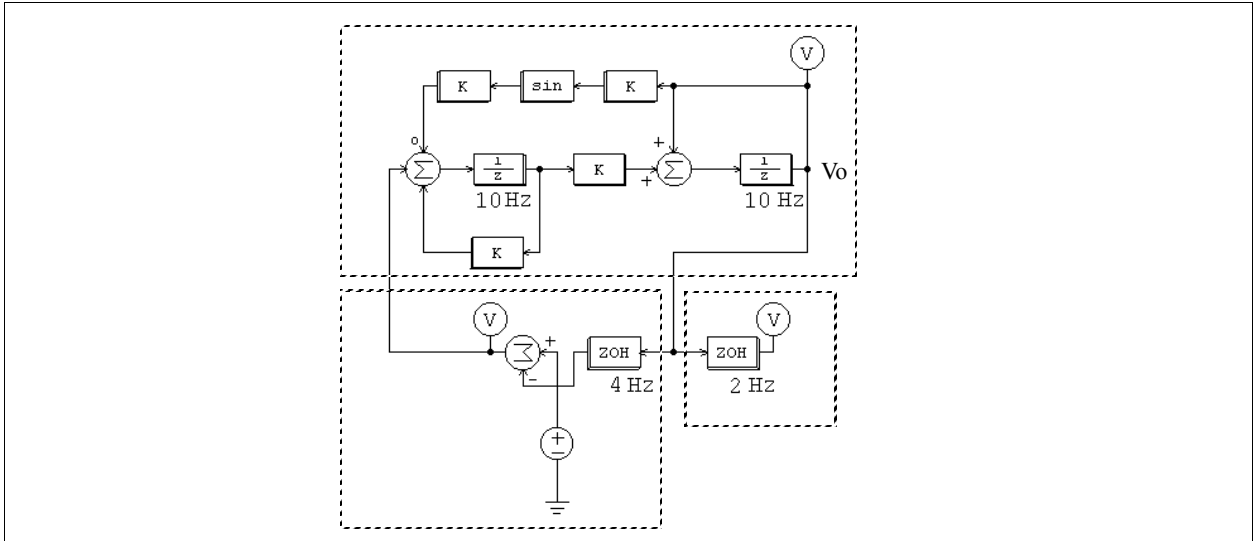 V
K sin K
o +
Σ 1/z K + Σ 1/z Vo
10 Hz 10 Hz
K
V V
Σ + ZOH ZOH
- 4 Hz 2 Hz
+
-